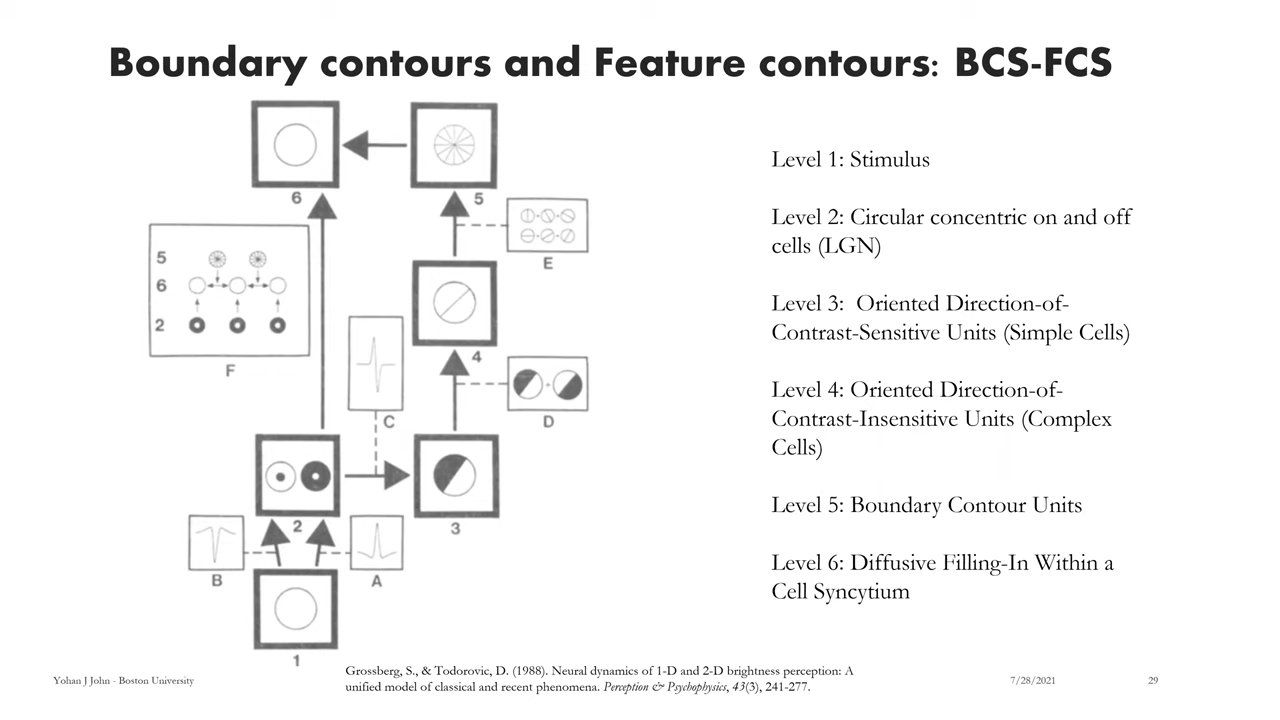 Boundary contours and Feature contours: BCS-FCS
6
5
E
5
6
2
F
4
C
D
2
3
B
A
1
Level 1: Stimulus
Level 2: Circular concentric on and off
cells (LGN)
Level 3: Oriented Direction-of-
Contrast-Sensitive Units (Simple Cells)
Level 4: Oriented Direction-of-
Contrast-Insensitive Units (Complex
Cells)
Level 5: Boundary Contour Units
Level 6: Diffusive Filling-In Within a
Cell Syncytium
Grossberg, S., & Todorovic, D. (1988). Neural dynamics of 1-D and 2-D brightness perception: A
unified model of classical and recent phenomena. Perception & Psychophysics, 43(3), 241-277.
Yohan J John - Boston University
7/28/2021
29